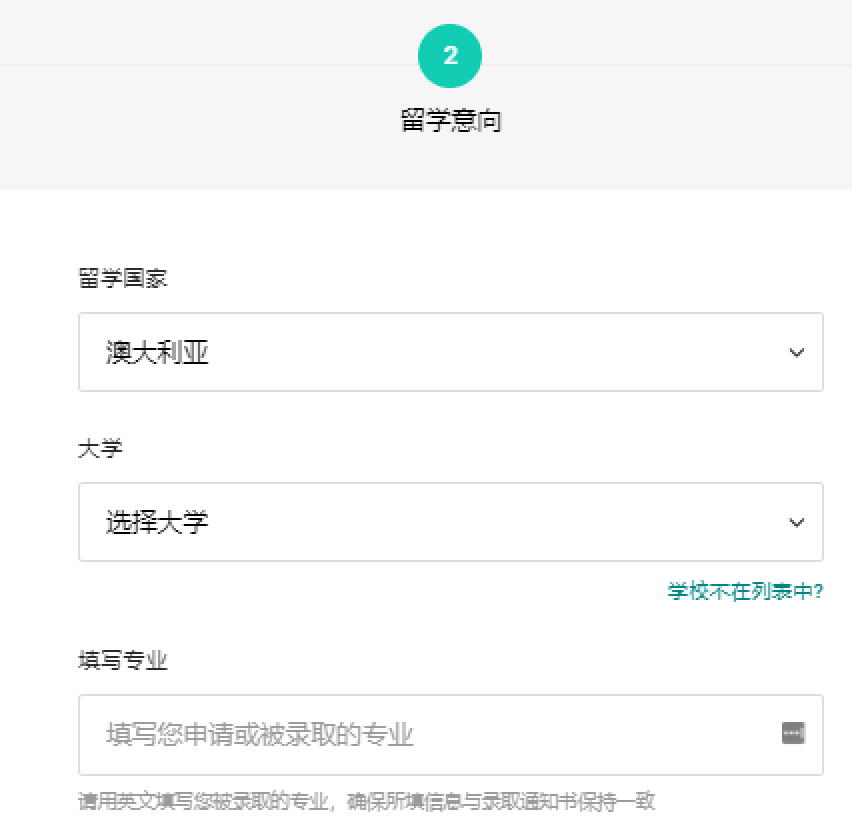 2
留学意向
留学国家
澳大利亚
大学
选择大学
学校不在列表中?
填写专业
填写您申请或被录取的专业
请用英文填写您被录取的专业，确保所填信息与录取通知书保持一致